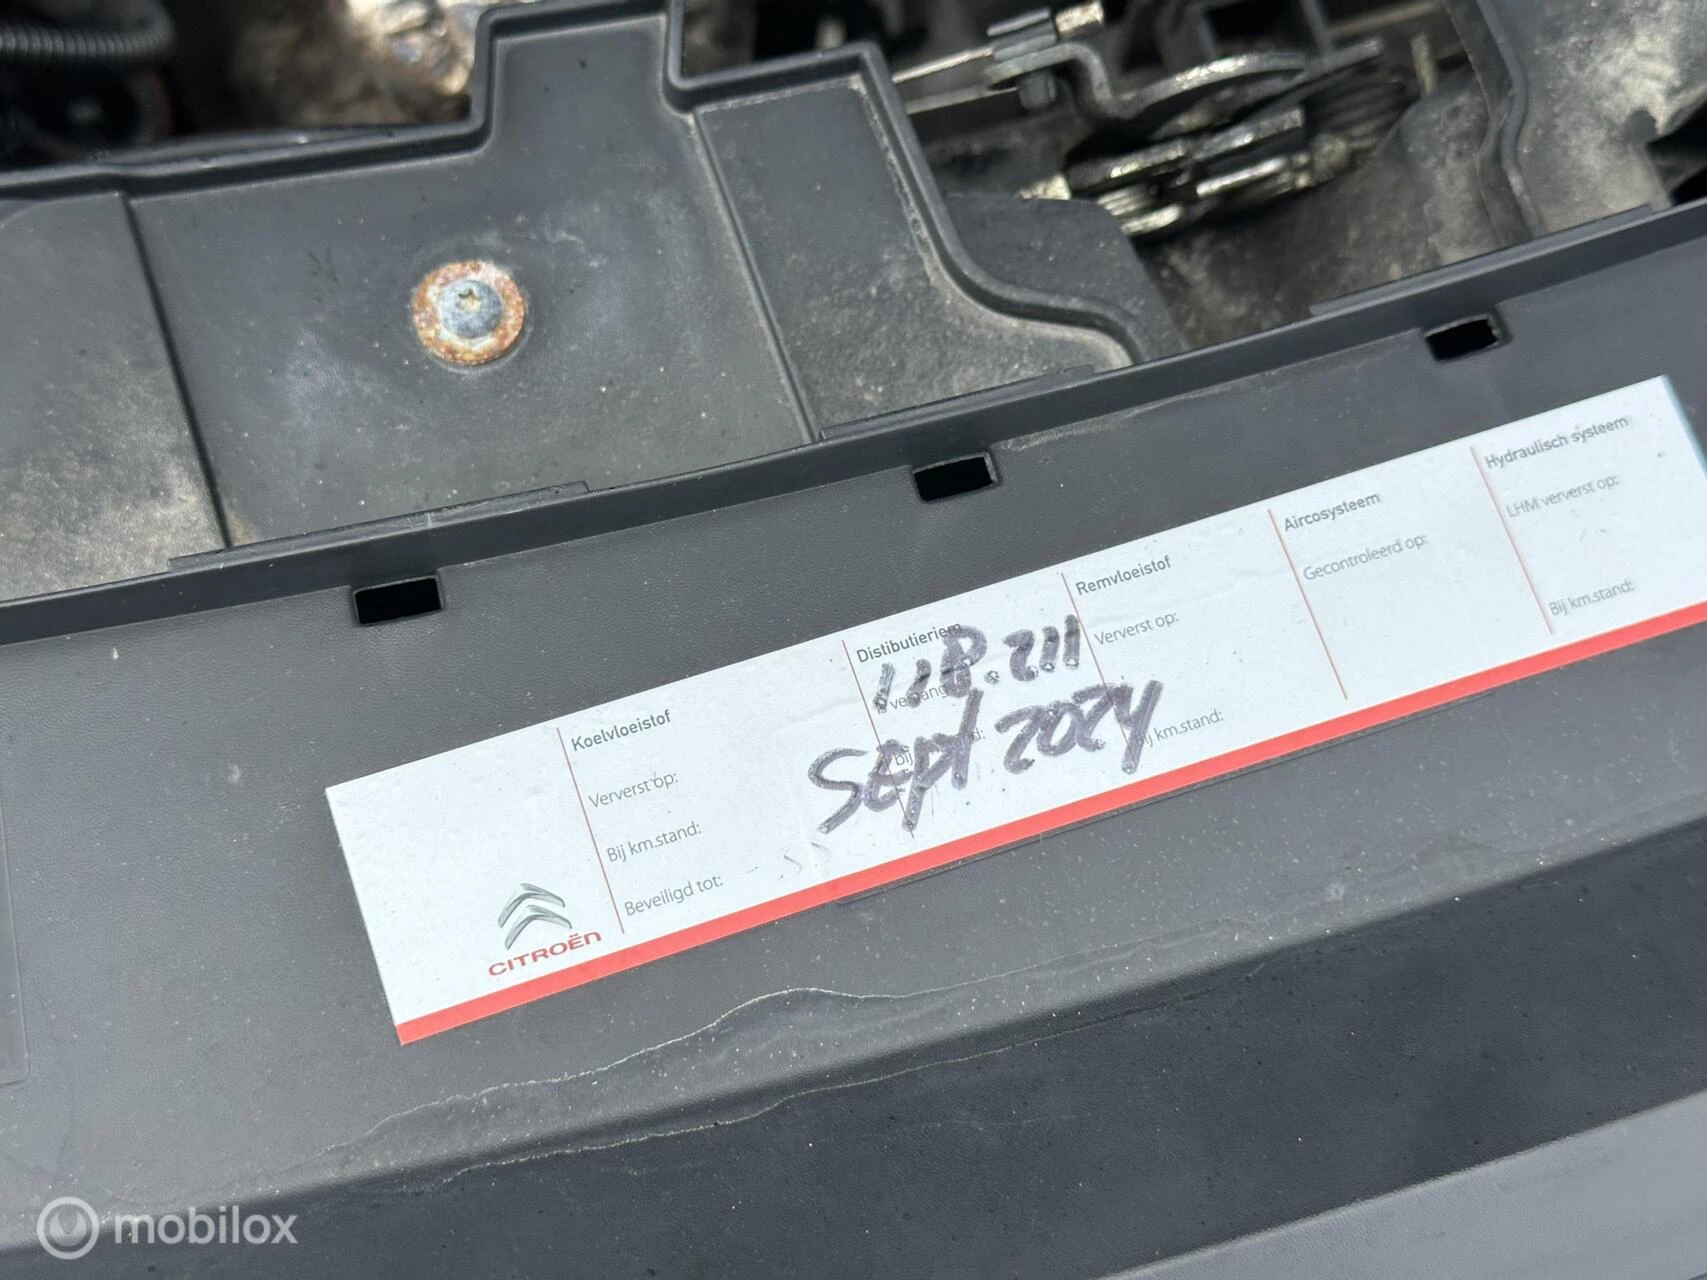 Koelvloeistof
Ververst op:
Bij km.stand:
Beveiligd tot:
CITROËN
Distibutieriem
SEPT 2024
Remvloeistof
Ververst op:
Bij km.stand:
Aircosysteem
Gecontroleerd op:
Hydraulisch systeem
LHM ververst op:
Bij km.stand:
mobilox